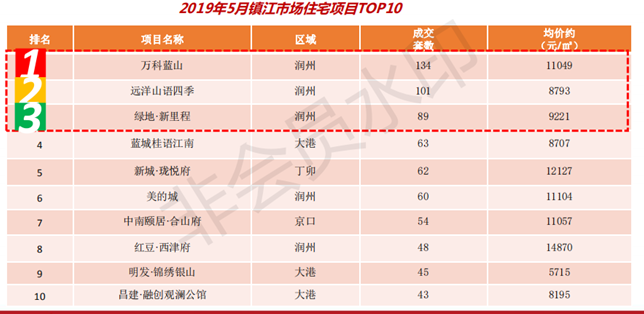 2019年5月镇江市场住宅项目TOP10
排名 项目名称 区域 成交套数 均价约（元/㎡）
1 万科蓝山 润州 134 11049
2 远洋山语四季 润州 101 8793
3 绿地·新里程 润州 89 9221
4 蓝城桂语江南 大港 63 8707
5 新城·珑悦府 丁卯 62 12127
6 美的城 润州 60 11104
7 中南颐居·合山府 京口 54 11057
8 红豆·西津府 润州 48 14870
9 明发·锦绣银山 大港 45 5715
10 昌建·融创观澜公馆 大港 43 8195
非会员水印